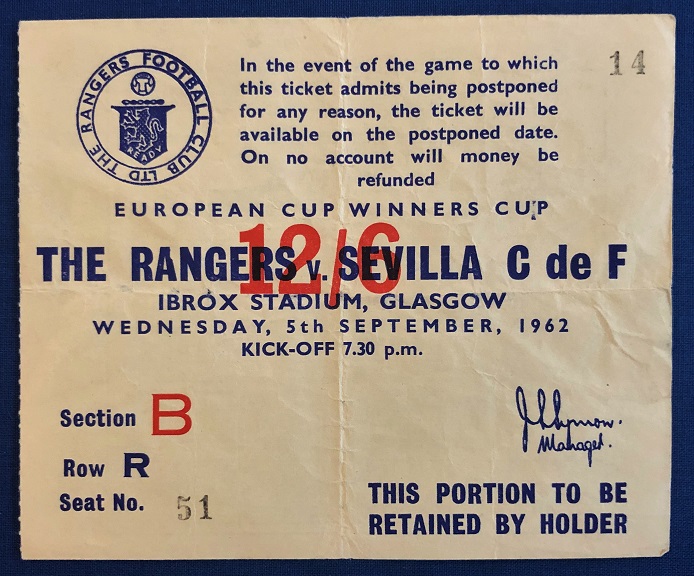 THE RANGERS FOOTBALL CLUB LTD
READY
In the event of the game to which
this ticket admits being postponed
for any reason, the ticket will be
available on the postponed date.
On no account will money be
refunded
14
EUROPEAN CUP WINNERS CUP
12/6
THE RANGERS v. SEVILLA C de F
IBROX STADIUM, GLASGOW
WEDNESDAY, 5th SEPTEMBER, 1962
KICK-OFF 7.30 p.m.
Section B
Row R
Seat No. 51
Manager.
THIS PORTION TO BE
RETAINED BY HOLDER